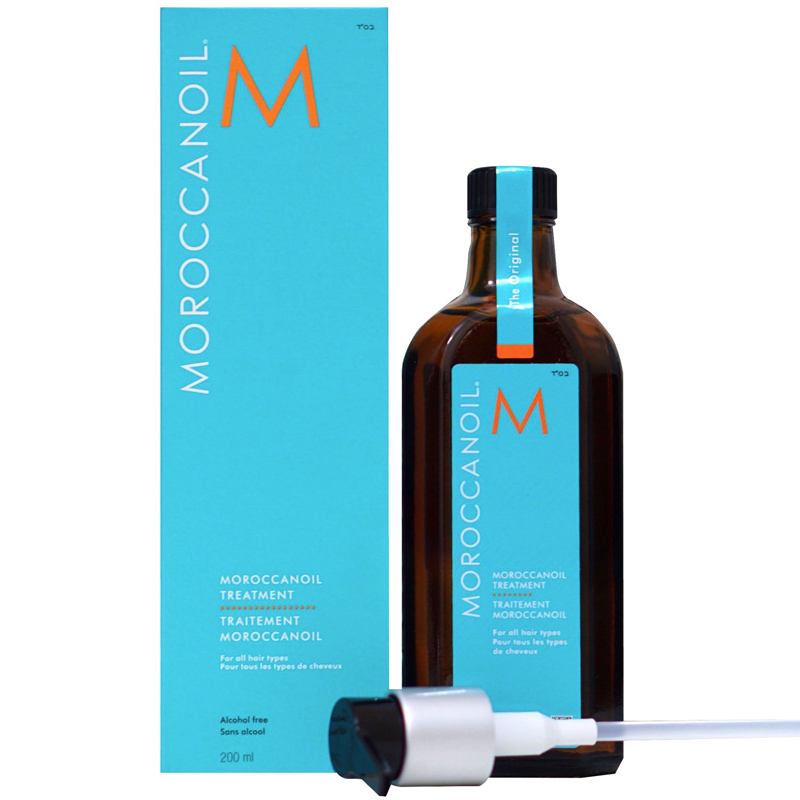 בס"ד
M
MOROCCANOIL®
MOROCCANOIL
TREATMENT
TRAITEMENT
MOROCCANOIL
For all hair types
Pour tous les types de cheveux
Alcohol free
Sans alcool
200 ml
The Original
בס"ד
M
MOROCCANOIL®
MOROCCANOIL
TREATMENT
TRAITEMENT
MOROCCANOIL
For all hair types
Pour tous les types
de cheveux